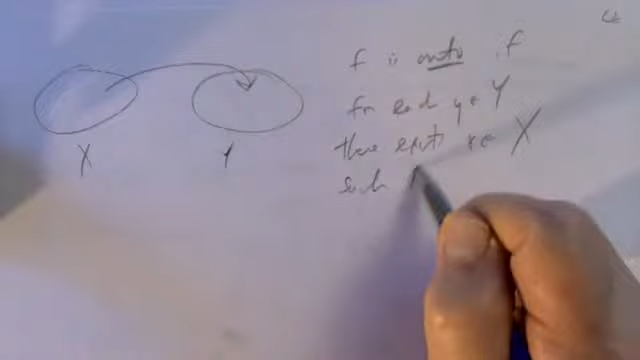 f is onto if
for each y ∈ Y
there exists x ∈ X
such
X
Y